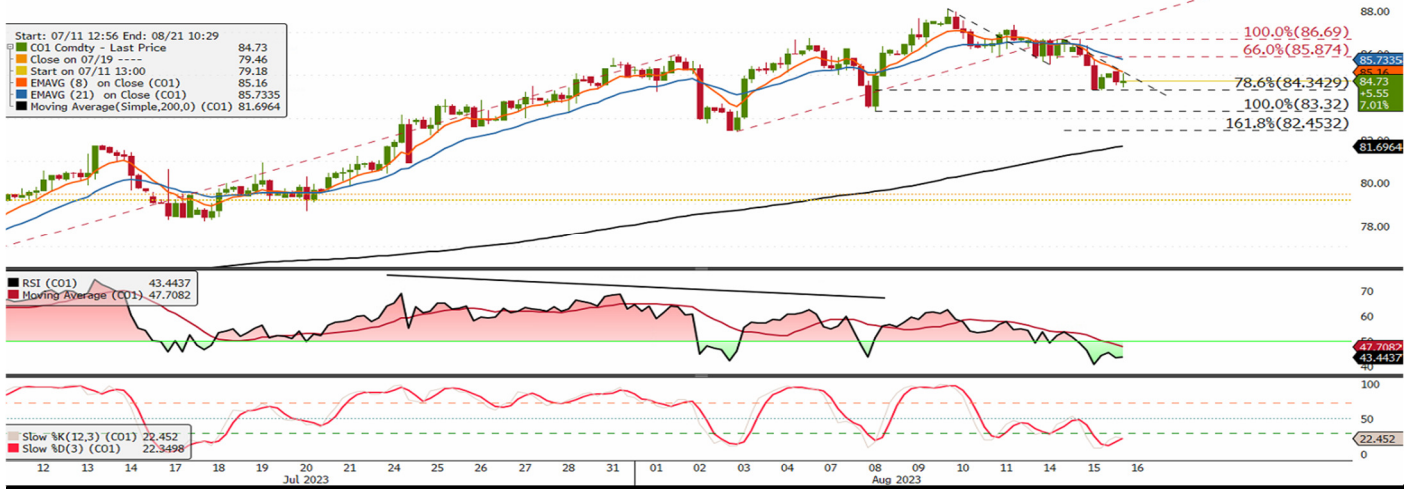 Start: 07/11 12:56 End: 08/21 10:29
CO1 Comdty - Last Price 84.73
Close on 07/19 ---- 79.46
Start on 07/11 13:00 79.18
EMAVG (8) on Close (CO1) 85.16
EMAVG (21) on Close (CO1) 85.7335
Moving Average(Simple,200,0) (CO1) 81.6964
88.00
100.0%(86.69)
66.0%(85.874)
85.7335
85.16
84.73
+5.55
7.01%
78.6%(84.3429)
100.0%(83.32)
161.8%(82.4532)
81.6964
80.00
78.00
RSI (CO1) 43.4437
Moving Average (CO1) 47.7082
70
60
47.7082
43.4437
40
100
50
Slow %K(12,3) (CO1) 22.452
Slow %D(3) (CO1) 22.3498
22.452
0
12 13 14 17 18 19 20 21 24 25 26 27 28 31 01 02 03 04 07 08 09 10 11 14 15 16
Jul 2023 Aug 2023